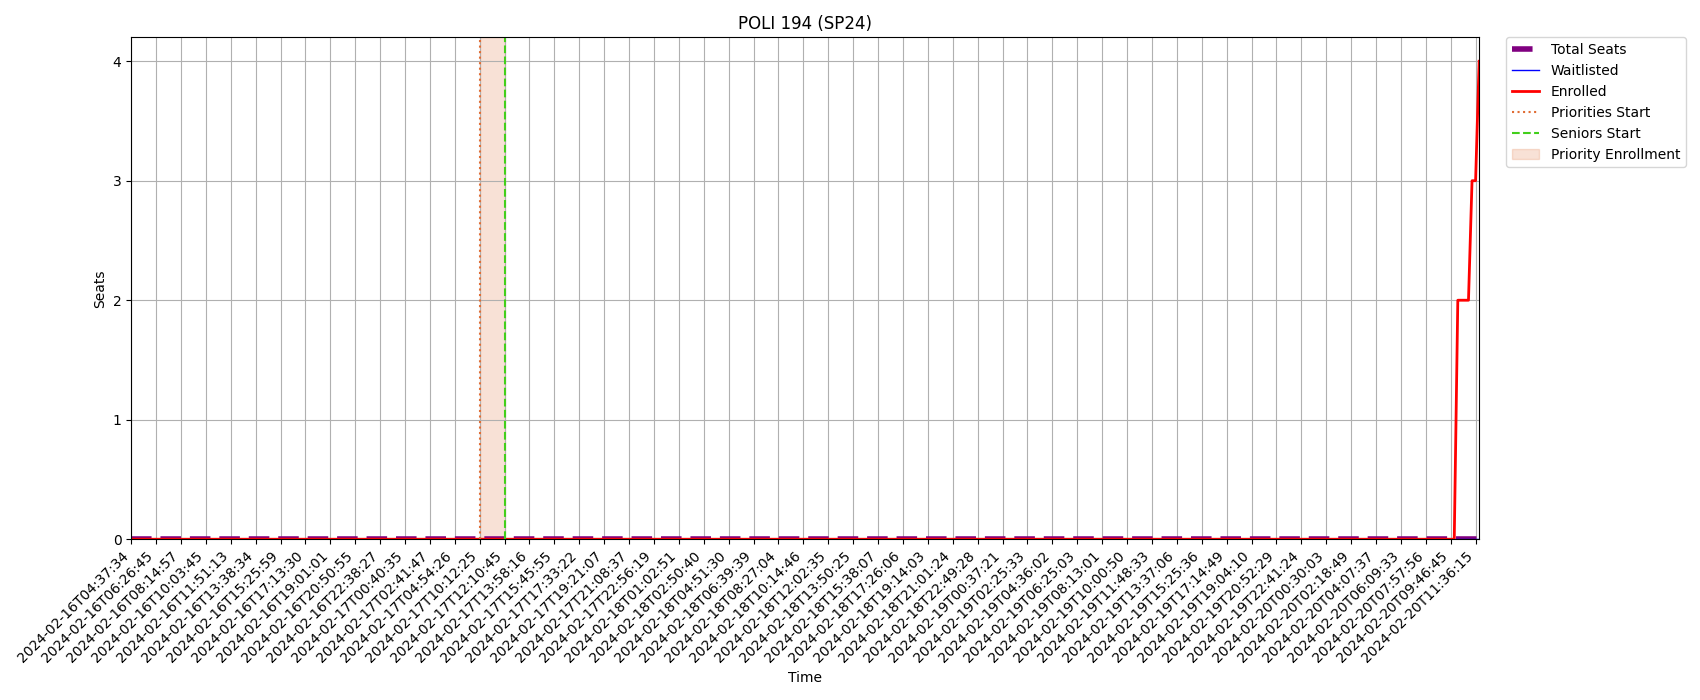 POLI 194 (SP24)
Total Seats
Waitlisted
Enrolled
Priorities Start
Seniors Start
Priority Enrollment
Seats
4
3
2
1
0
2024-02-16T04:37:34
2024-02-16T06:26:45
2024-02-16T08:14:57
2024-02-16T10:03:45
2024-02-16T11:51:13
2024-02-16T13:38:34
2024-02-16T15:25:59
2024-02-16T17:13:30
2024-02-16T19:01:01
2024-02-16T20:50:55
2024-02-16T22:38:27
2024-02-17T00:40:35
2024-02-17T02:41:47
2024-02-17T04:54:26
2024-02-17T10:12:25
2024-02-17T12:10:45
2024-02-17T13:58:16
2024-02-17T15:45:55
2024-02-17T17:33:22
2024-02-17T19:21:07
2024-02-17T21:08:37
2024-02-17T22:56:19
2024-02-18T01:02:51
2024-02-18T02:50:40
2024-02-18T04:51:30
2024-02-18T06:39:39
2024-02-18T08:27:04
2024-02-18T10:14:46
2024-02-18T12:02:35
2024-02-18T13:50:25
2024-02-18T15:38:07
2024-02-18T17:26:06
2024-02-18T19:14:03
2024-02-18T21:01:24
2024-02-18T22:49:28
2024-02-19T00:37:21
2024-02-19T02:25:33
2024-02-19T04:36:02
2024-02-19T06:25:03
2024-02-19T08:13:01
2024-02-19T10:00:50
2024-02-19T11:48:33
2024-02-19T13:37:06
2024-02-19T15:25:36
2024-02-19T17:14:49
2024-02-19T19:04:10
2024-02-19T20:52:29
2024-02-19T22:41:24
2024-02-20T00:30:03
2024-02-20T02:18:49
2024-02-20T04:07:37
2024-02-20T06:09:33
2024-02-20T07:57:56
2024-02-20T09:46:45
2024-02-20T11:36:15
Time